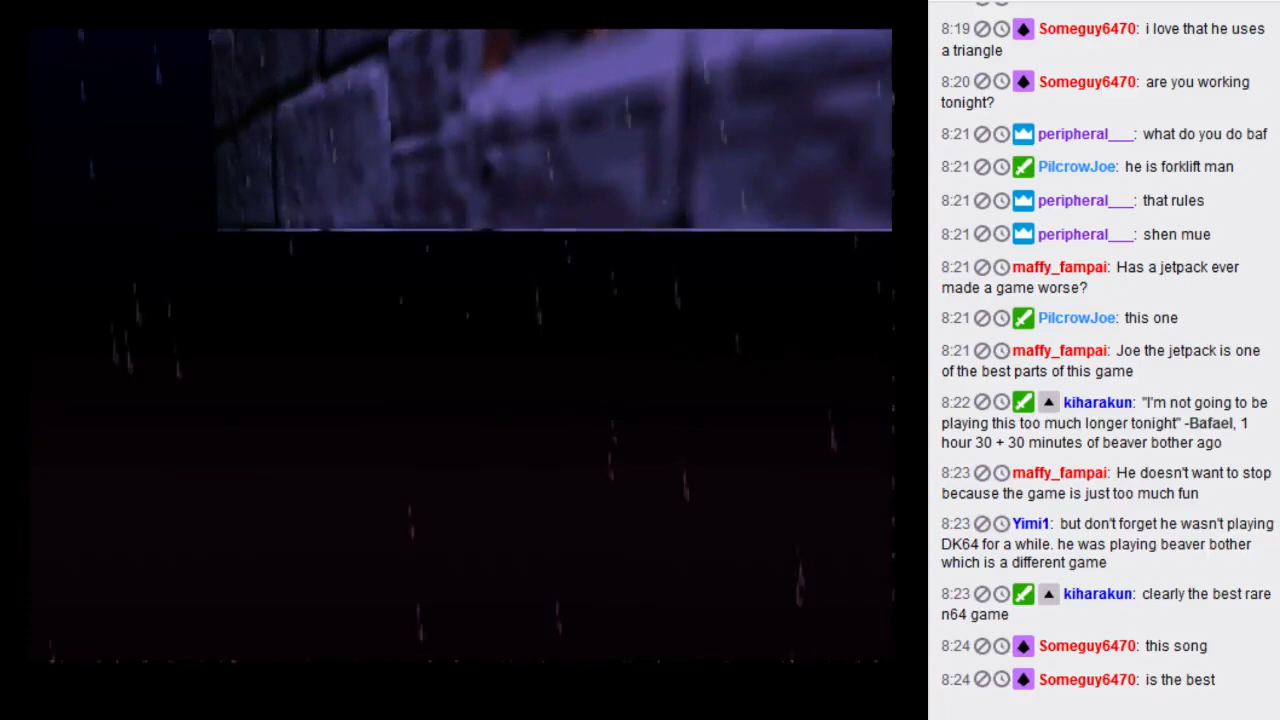 8:19 Someguy6470: i love that he uses
a triangle
8:20 Someguy6470: are you working
tonight?
8:21 peripheral___: what do you do baf
8:21 PilcrowJoe: he is forklift man
8:21 peripheral___: that rules
8:21 peripheral___: shen mue
8:21 maffy_fampai: Has a jetpack ever
made a game worse?
8:21 PilcrowJoe: this one
8:21 maffy_fampai: Joe the jetpack is one
of the best parts of this game
8:22 kiharakun: "I'm not going to be
playing this too much longer tonight" -Bafael, 1
hour 30 + 30 minutes of beaver bother ago
8:23 maffy_fampai: He doesn't want to stop
because the game is just too much fun
8:23 Yimi1: but don't forget he wasn't playing
DK64 for a while. he was playing beaver bother
which is a different game
8:23 kiharakun: clearly the best rare
n64 game
8:24 Someguy6470: this song
8:24 Someguy6470: is the best